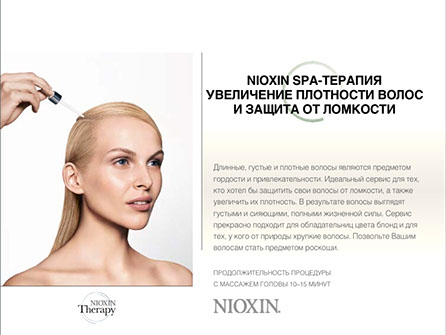 NIOXIN SPA-ТЕРАПИЯ
УВЕЛИЧЕНИЕ ПЛОТНОСТИ ВОЛОС
И ЗАЩИТА ОТ ЛОМКОСТИ
Длинные, густые и плотные волосы являются предметом
гордости и привлекательности. Идеальный сервис для тех,
кто хотел бы защитить свои волосы от ломкости, а также
увеличить их плотность. В результате волосы выглядят
густыми и сияющими, полными жизненной силы. Сервис
прекрасно подходит для обладательниц цвета блонд и для
тех, у кого от природы хрупкие волосы. Позвольте Вашим
волосам стать предметом роскоши.
ПРОДОЛЖИТЕЛЬНОСТЬ ПРОЦЕДУРЫ
С МАССАЖЕМ ГОЛОВЫ 10–15 МИНУТ
NIOXIN
Therapy
NIOXIN.